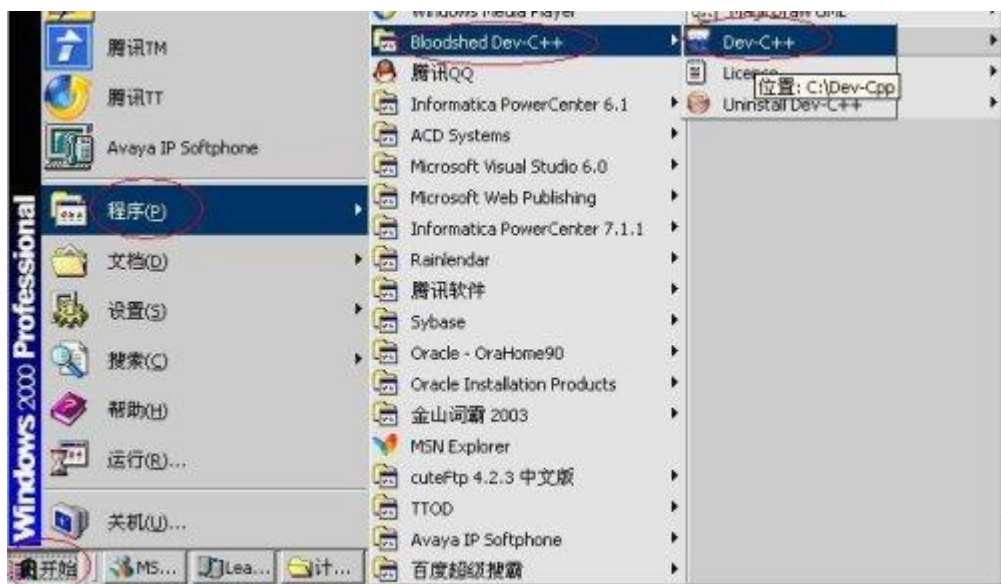 腾讯TM
腾讯TT
Avaya IP Softphone
程序(P)
文档(D)
设置(S)
搜索(C)
帮助(H)
运行(R)...
关机(U)...
Windows 2000 Professional
开始
MS...
Lea...
计...
Windows Media Player
Bloodshed Dev-C++
腾讯QQ
Informatica PowerCenter 6.1
ACD Systems
Microsoft Visual Studio 6.0
Microsoft Web Publishing
Informatica PowerCenter 7.1.1
Rainlendar
腾讯软件
Sybase
Oracle - OraHome90
Oracle Installation Products
金山词霸 2003
MSN Explorer
cuteFtp 4.2.3 中文版
TTOD
Avaya IP Softphone
百度超级搜霸
MagicDraw UML
Dev-C++
License
位置: C:\Dev-Cpp
Uninstall Dev-C++